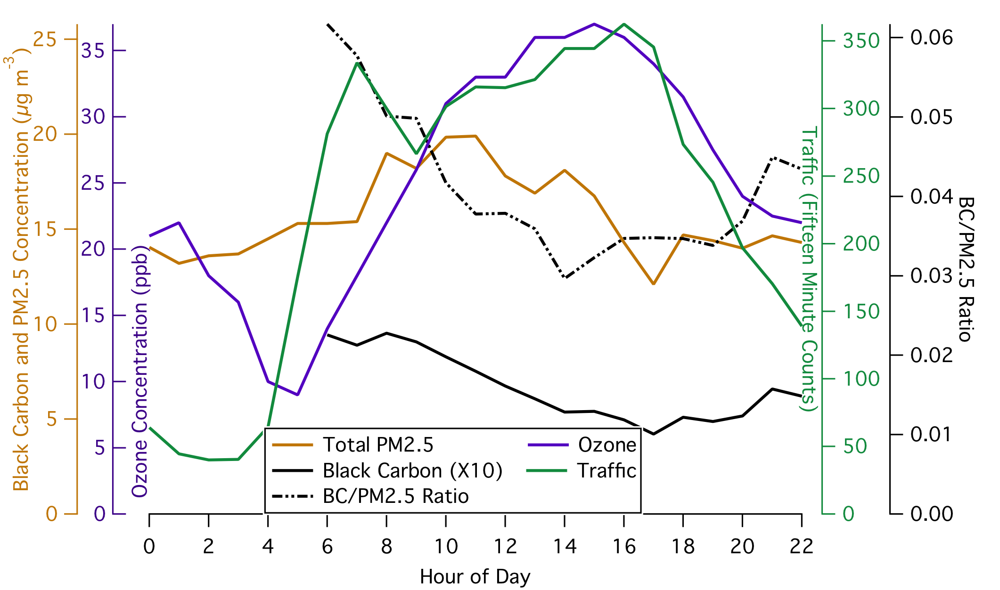 Black Carbon and PM2.5 Concentration (µg m⁻³)
25
20
15
10
5
0
Ozone Concentration (ppb)
35
30
25
20
15
10
5
0
Traffic (Fifteen Minute Counts)
350
300
250
200
150
100
50
0
BC/PM2.5 Ratio
0.06
0.05
0.04
0.03
0.02
0.01
0.00
Total PM2.5
Black Carbon (X10)
BC/PM2.5 Ratio
Ozone
Traffic
0 2 4 6 8 10 12 14 16 18 20 22
Hour of Day